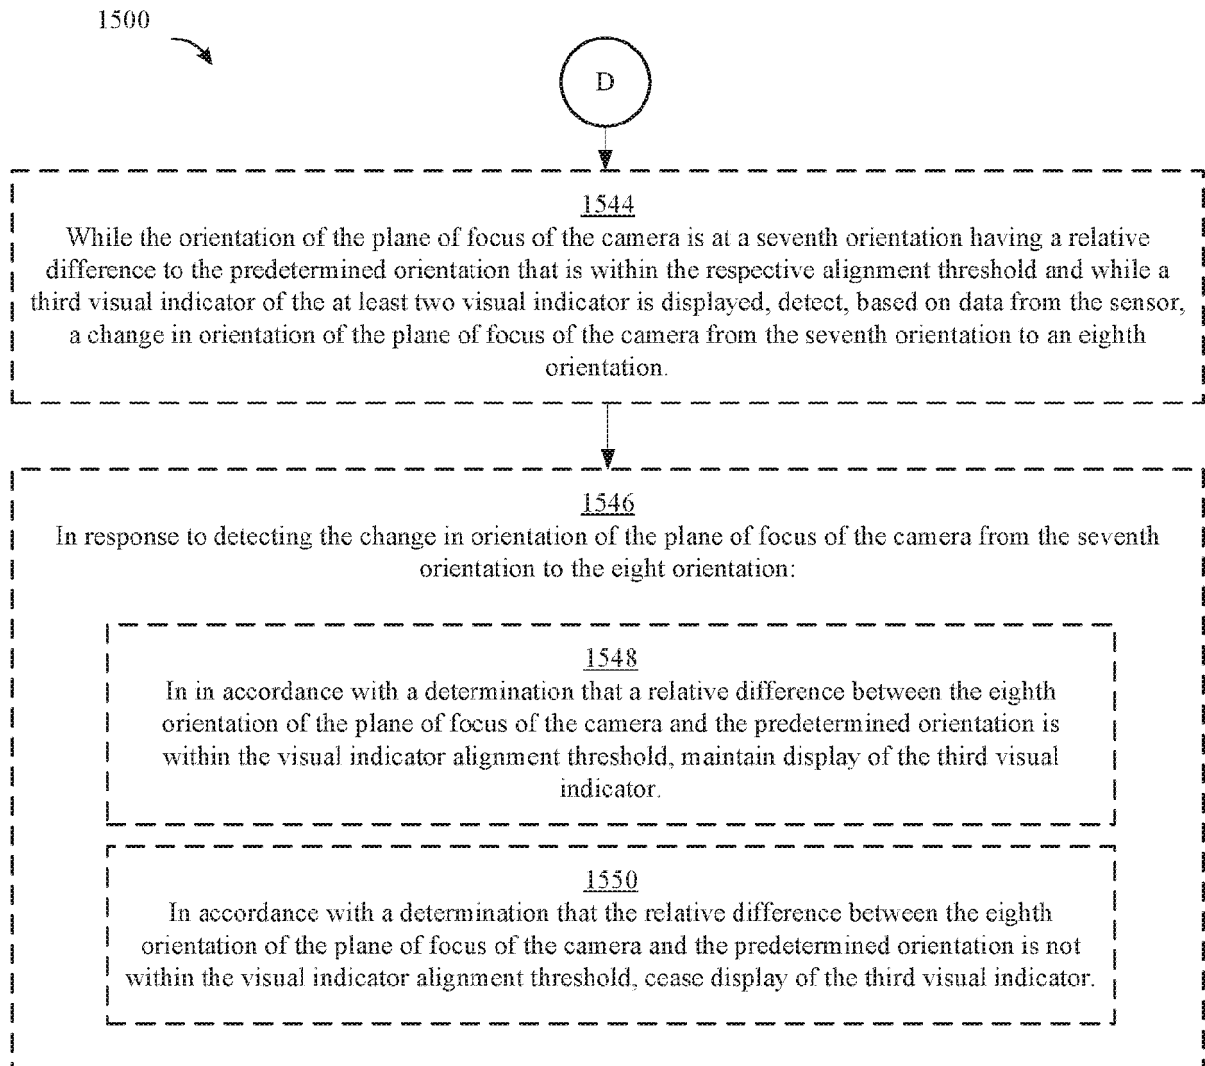 1500
D
1544
While the orientation of the plane of focus of the camera is at a seventh orientation having a relative
difference to the predetermined orientation that is within the respective alignment threshold and while a
third visual indicator of the at least two visual indicator is displayed, detect, based on data from the sensor,
a change in orientation of the plane of focus of the camera from the seventh orientation to an eighth
orientation.
1546
In response to detecting the change in orientation of the plane of focus of the camera from the seventh
orientation to the eight orientation:
1548
In in accordance with a determination that a relative difference between the eighth
orientation of the plane of focus of the camera and the predetermined orientation is
within the visual indicator alignment threshold, maintain display of the third visual
indicator.
1550
In accordance with a determination that the relative difference between the eighth
orientation of the plane of focus of the camera and the predetermined orientation is not
within the visual indicator alignment threshold, cease display of the third visual indicator.